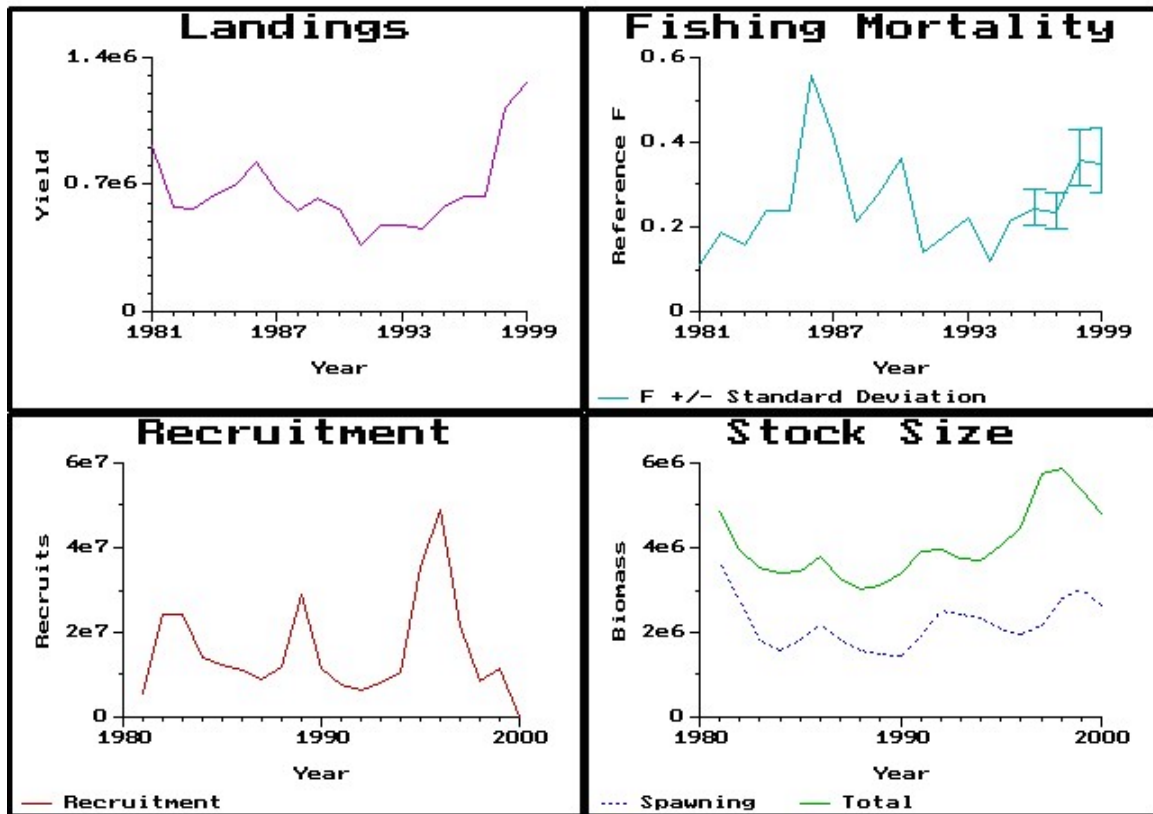 Landings
1.4e6
0.7e6
0
Yield
1981 1987 1993 1999
Year
Fishing Mortality
0.6
0.4
0.2
0
Reference F
1981 1987 1993 1999
Year
F +/- Standard Deviation
Recruitment
6e7
4e7
2e7
0
Recruits
1980 1990 2000
Year
Recruitment
Stock Size
6e6
4e6
2e6
0
Biomass
1980 1990 2000
Year
Spawning Total